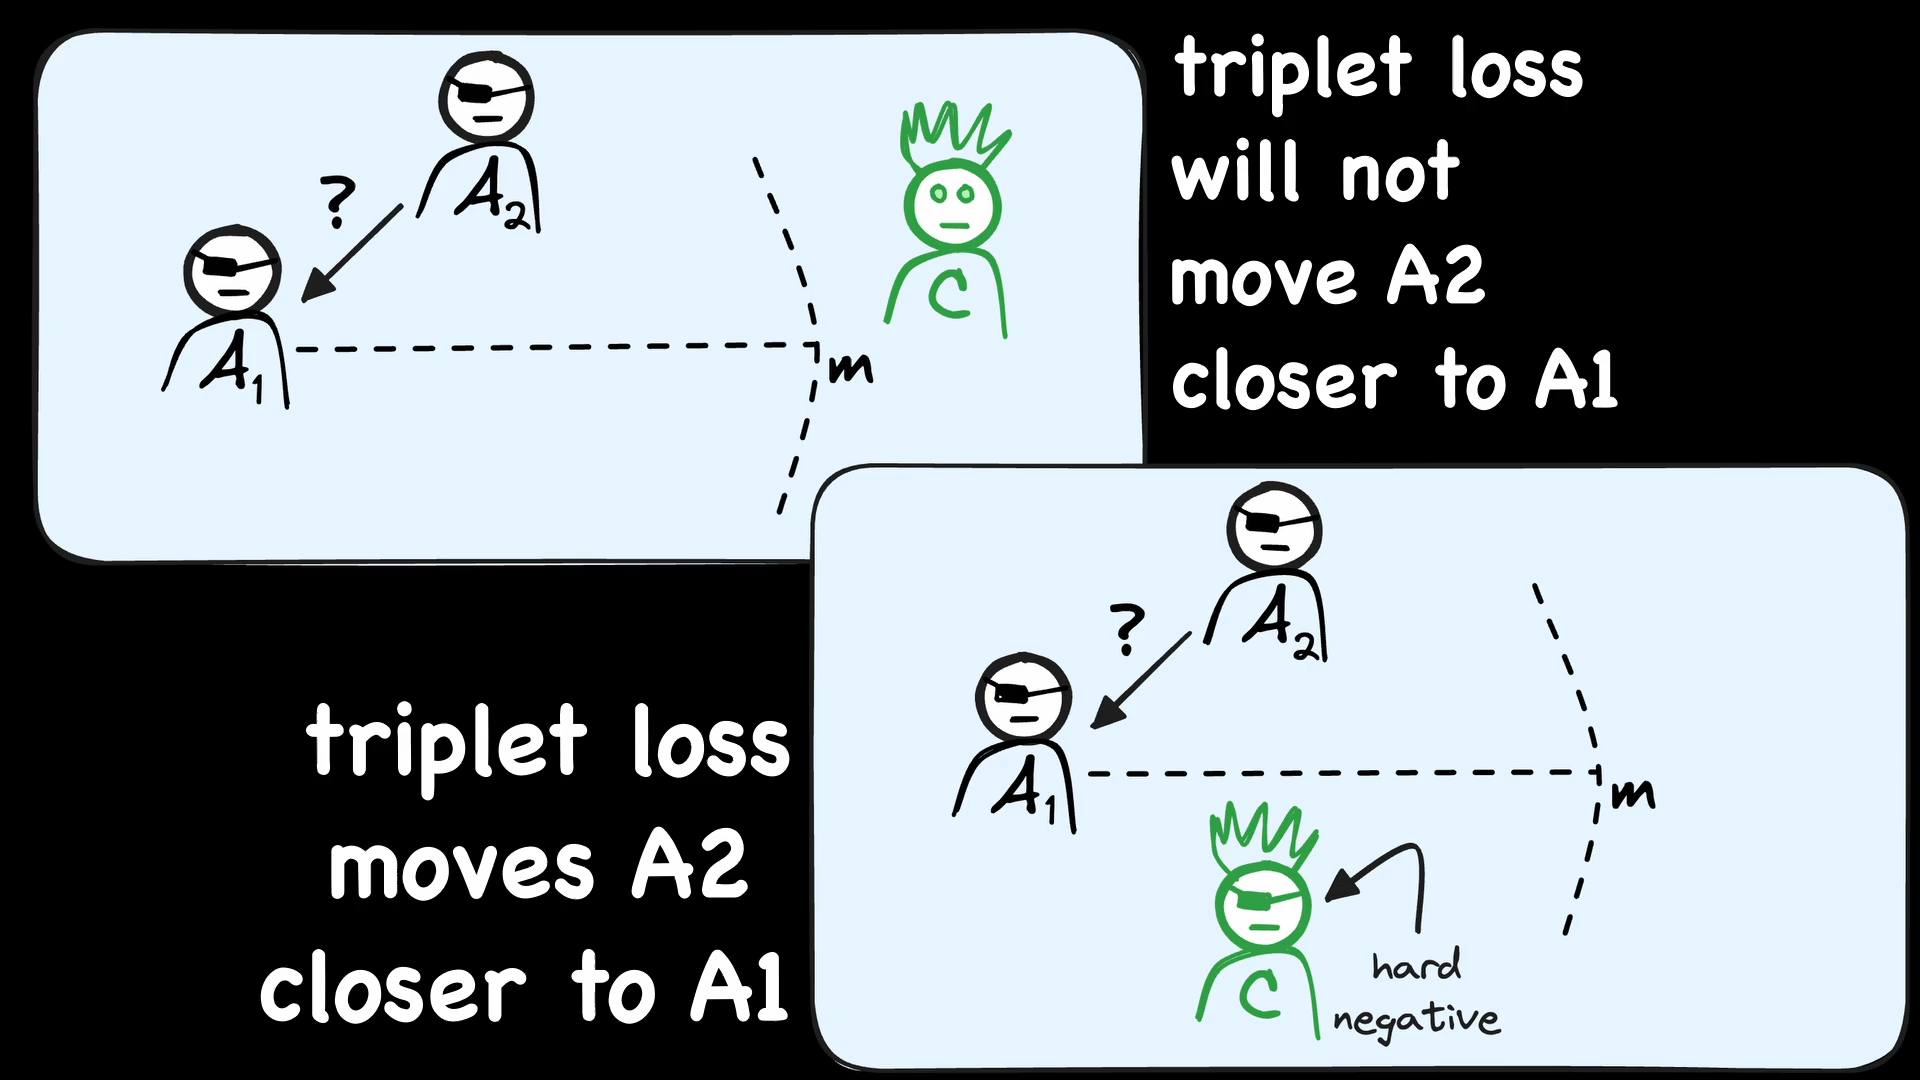 triplet loss
will not
move A2
closer to A1
A2
?
A1
m
C
triplet loss
moves A2
closer to A1
A2
?
A1
m
C
hard
negative